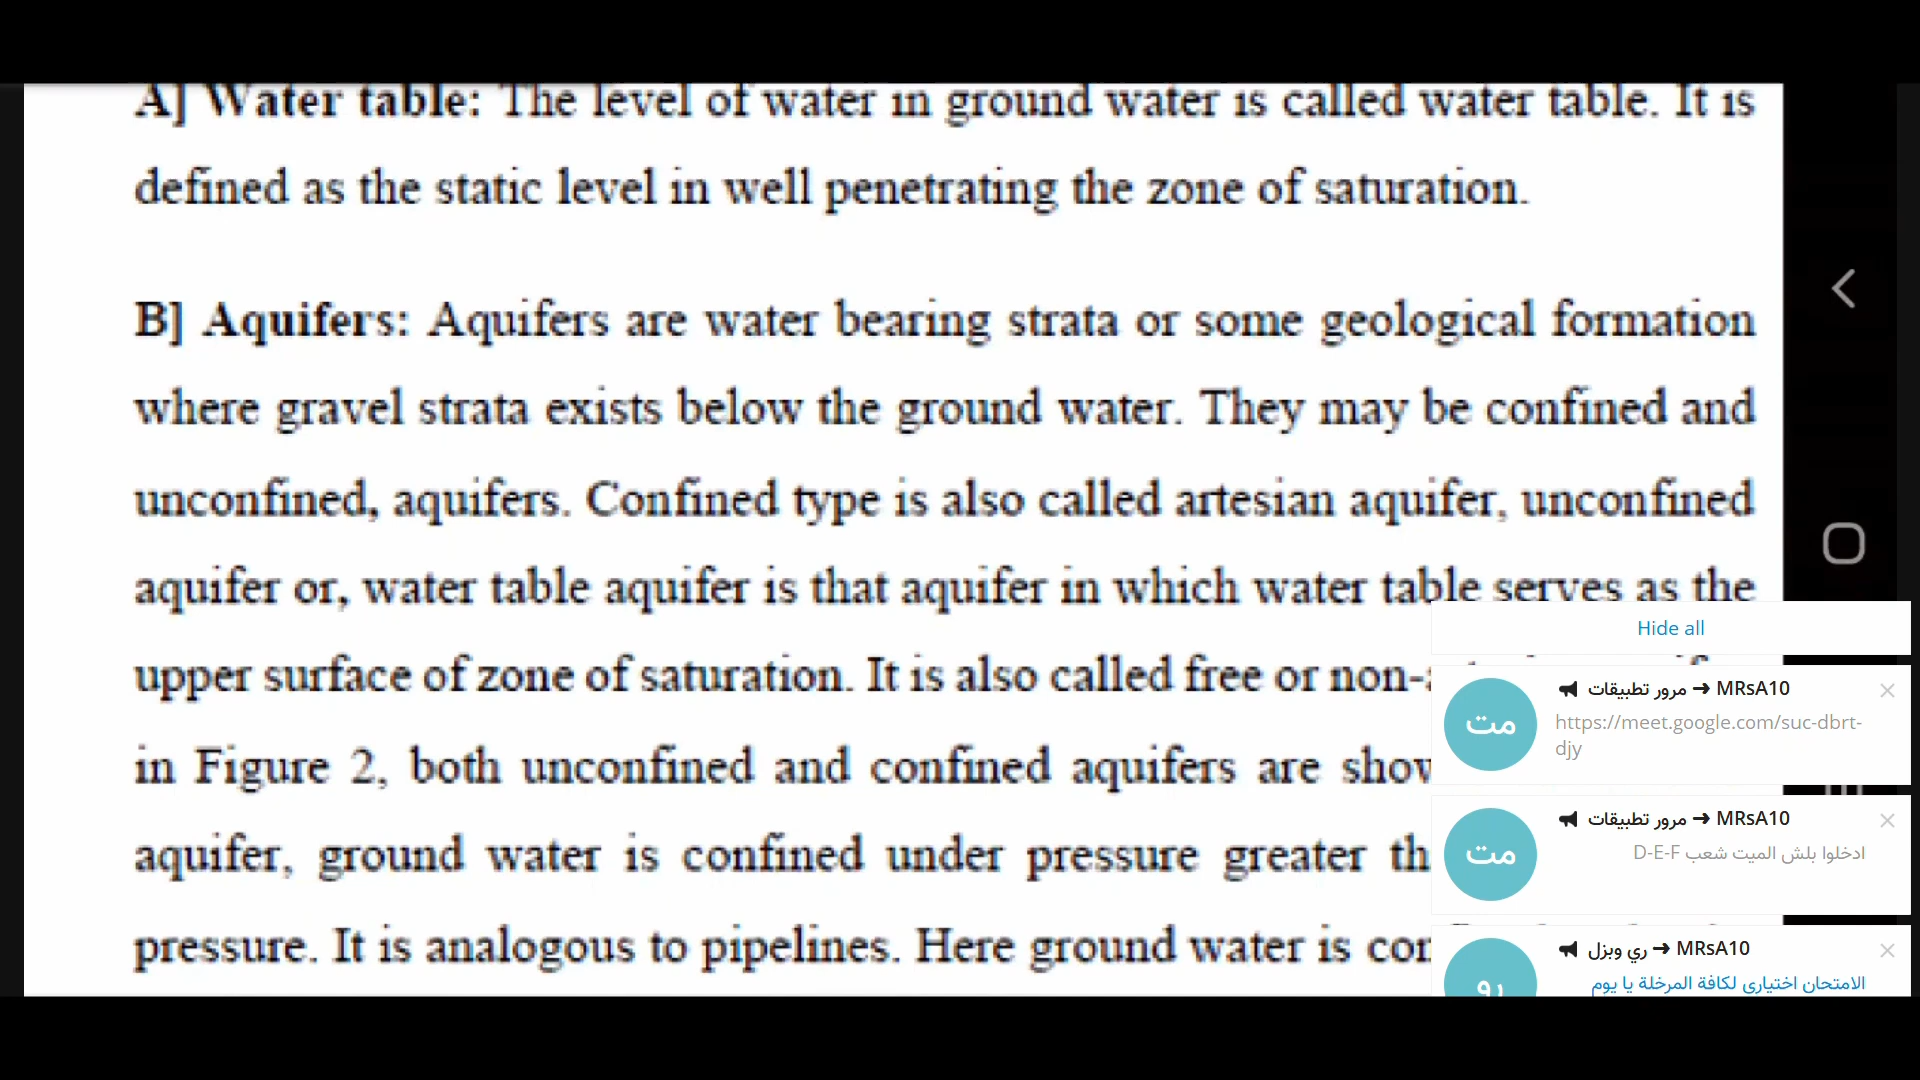 A] Water table: The level of water in ground water is called water table. It is
defined as the static level in well penetrating the zone of saturation.
B] Aquifers: Aquifers are water bearing strata or some geological formation
where gravel strata exists below the ground water. They may be confined and
unconfined, aquifers. Confined type is also called artesian aquifer, unconfined
aquifer or, water table aquifer is that aquifer in which water table serves as the
upper surface of zone of saturation. It is also called free or non-
in Figure 2, both unconfined and confined aquifers are
aquifer, ground water is confined under pressure greater
pressure. It is analogous to pipelines. Here ground water is
Hide all
مت
مرور تطبيقات ➜ MRsA10
https://meet.google.com/suc-dbrt-
djy
مت
مرور تطبيقات ➜ MRsA10
ادخلوا بلش الميت شعب D-E-F
رو
ري وبزل ➜ MRsA10
الامتحان اختياري لكافة المرخلة يا يوم